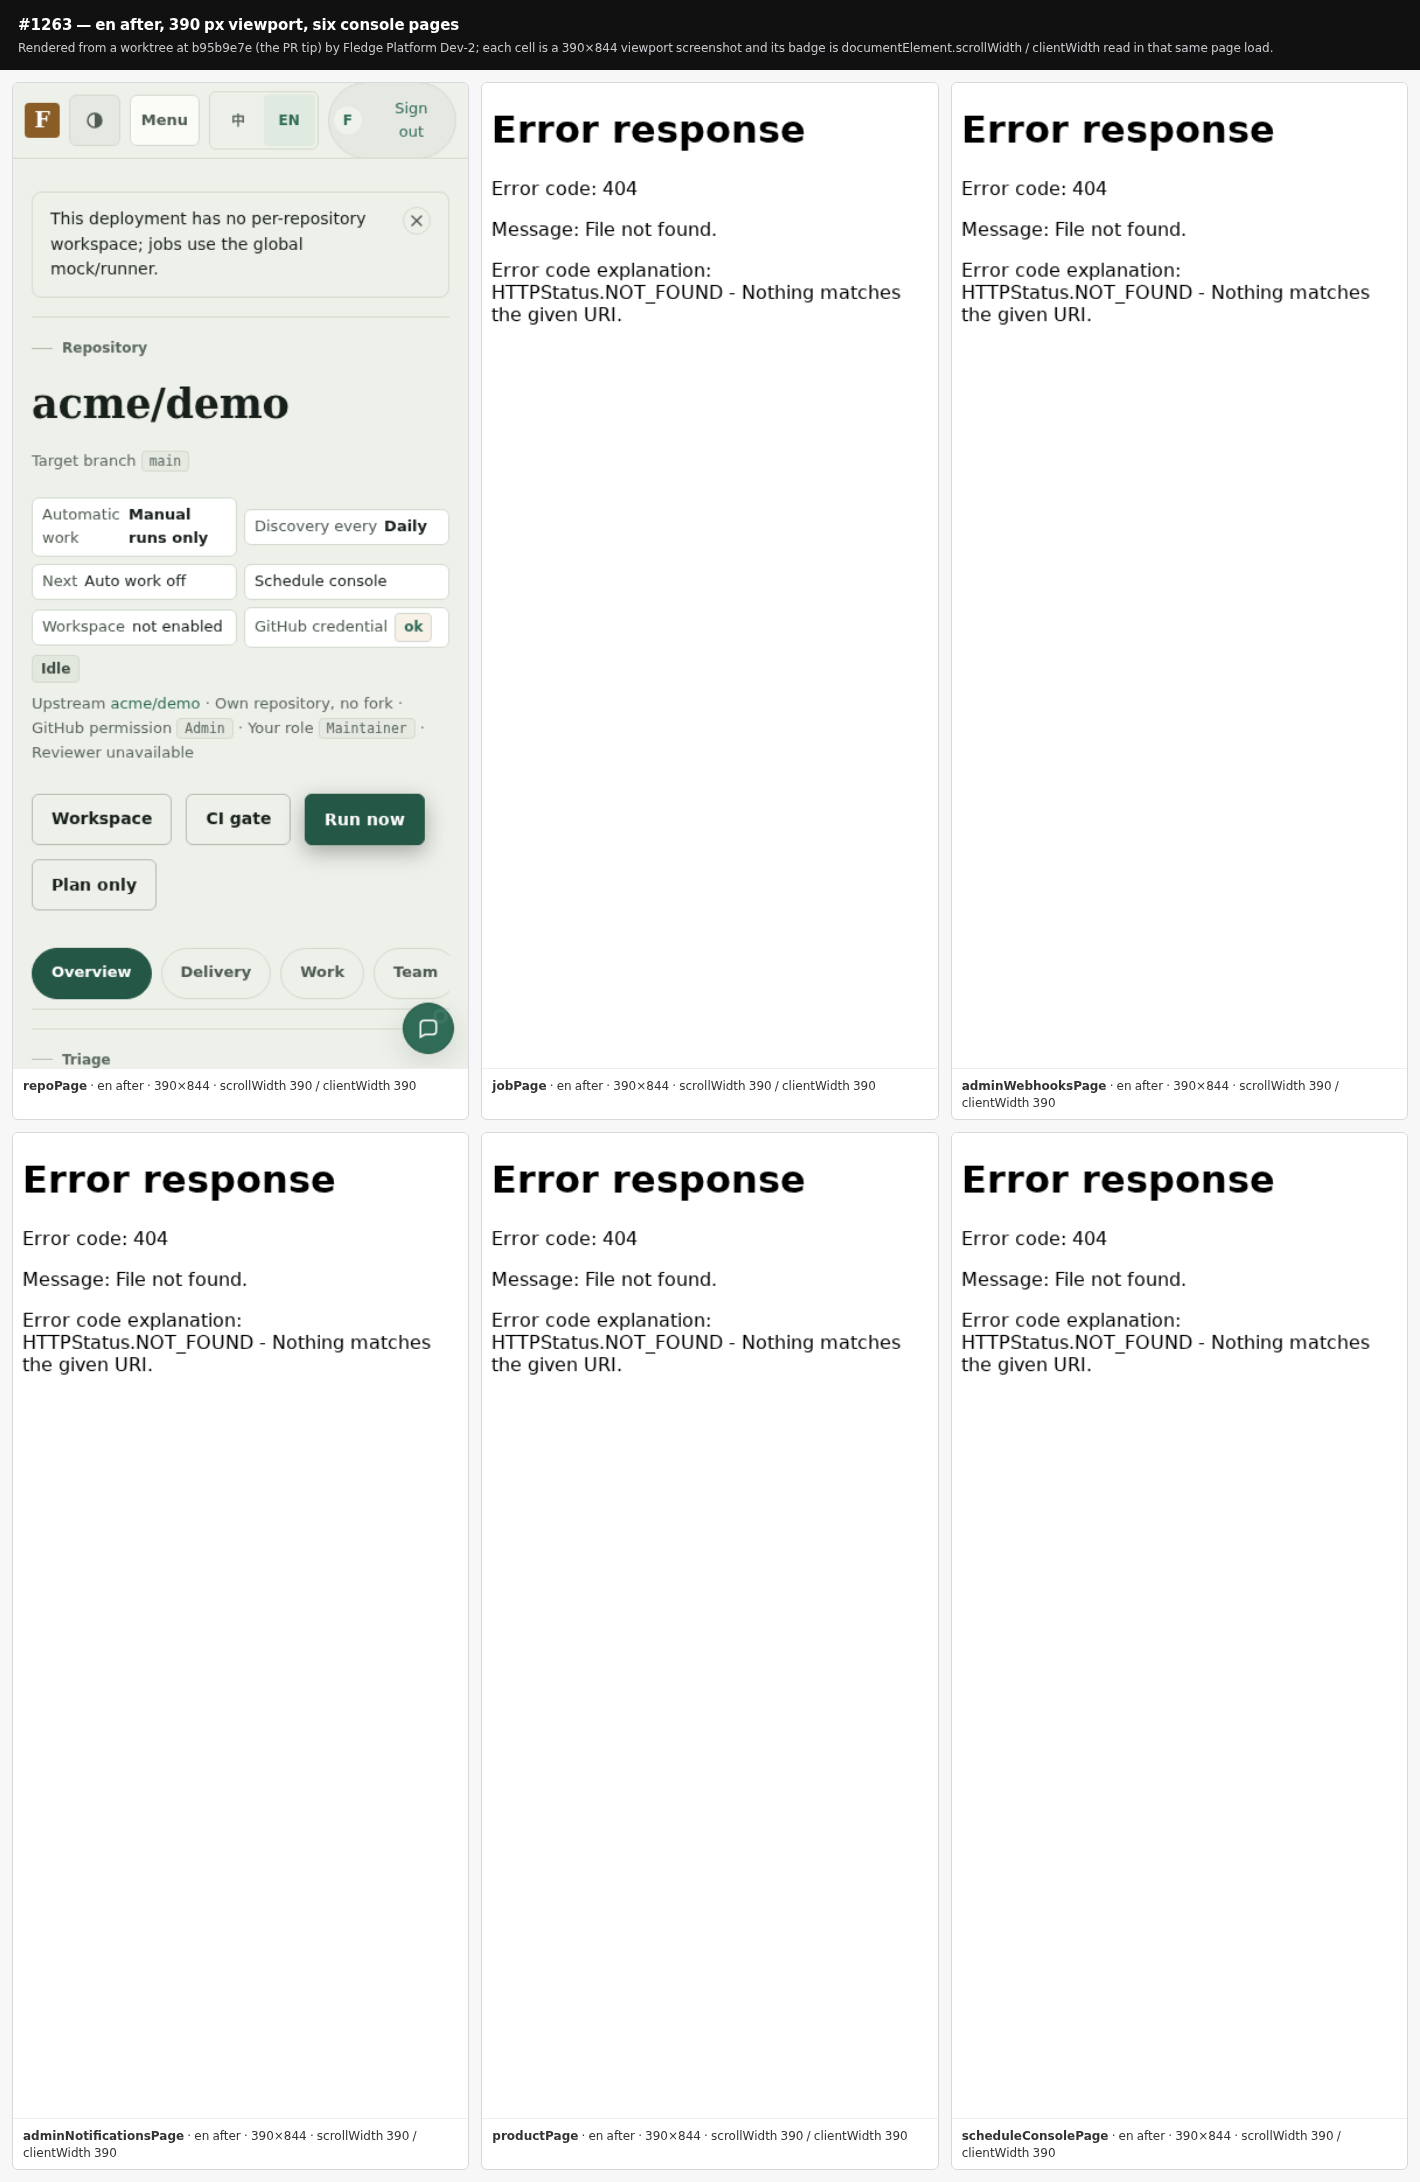 #1263 — en after, 390 px viewport, six console pages
Rendered from a worktree at b95b9e7e (the PR tip) by Fledge Platform Dev-2; each cell is a 390×844 viewport screenshot and its badge is documentElement.scrollWidth / clientWidth read in that same page load.
F
Menu
中
EN
F
Sign
out
This deployment has no per-repository
workspace; jobs use the global
mock/runner.
Repository
acme/demo
Target branch main
Automatic work Manual runs only
Discovery every Daily
Next Auto work off
Schedule console
Workspace not enabled
GitHub credential ok
Idle
Upstream acme/demo · Own repository, no fork ·
GitHub permission Admin · Your role Maintainer ·
Reviewer unavailable
Workspace
CI gate
Run now
Plan only
Overview
Delivery
Work
Team
Triage
repoPage · en after · 390×844 · scrollWidth 390 / clientWidth 390
Error response
Error code: 404
Message: File not found.
Error code explanation:
HTTPStatus.NOT_FOUND - Nothing matches
the given URI.
jobPage · en after · 390×844 · scrollWidth 390 / clientWidth 390
Error response
Error code: 404
Message: File not found.
Error code explanation:
HTTPStatus.NOT_FOUND - Nothing matches
the given URI.
adminWebhooksPage · en after · 390×844 · scrollWidth 390 /
clientWidth 390
Error response
Error code: 404
Message: File not found.
Error code explanation:
HTTPStatus.NOT_FOUND - Nothing matches
the given URI.
adminNotificationsPage · en after · 390×844 · scrollWidth 390 /
clientWidth 390
Error response
Error code: 404
Message: File not found.
Error code explanation:
HTTPStatus.NOT_FOUND - Nothing matches
the given URI.
productPage · en after · 390×844 · scrollWidth 390 / clientWidth 390
Error response
Error code: 404
Message: File not found.
Error code explanation:
HTTPStatus.NOT_FOUND - Nothing matches
the given URI.
scheduleConsolePage · en after · 390×844 · scrollWidth 390 /
clientWidth 390